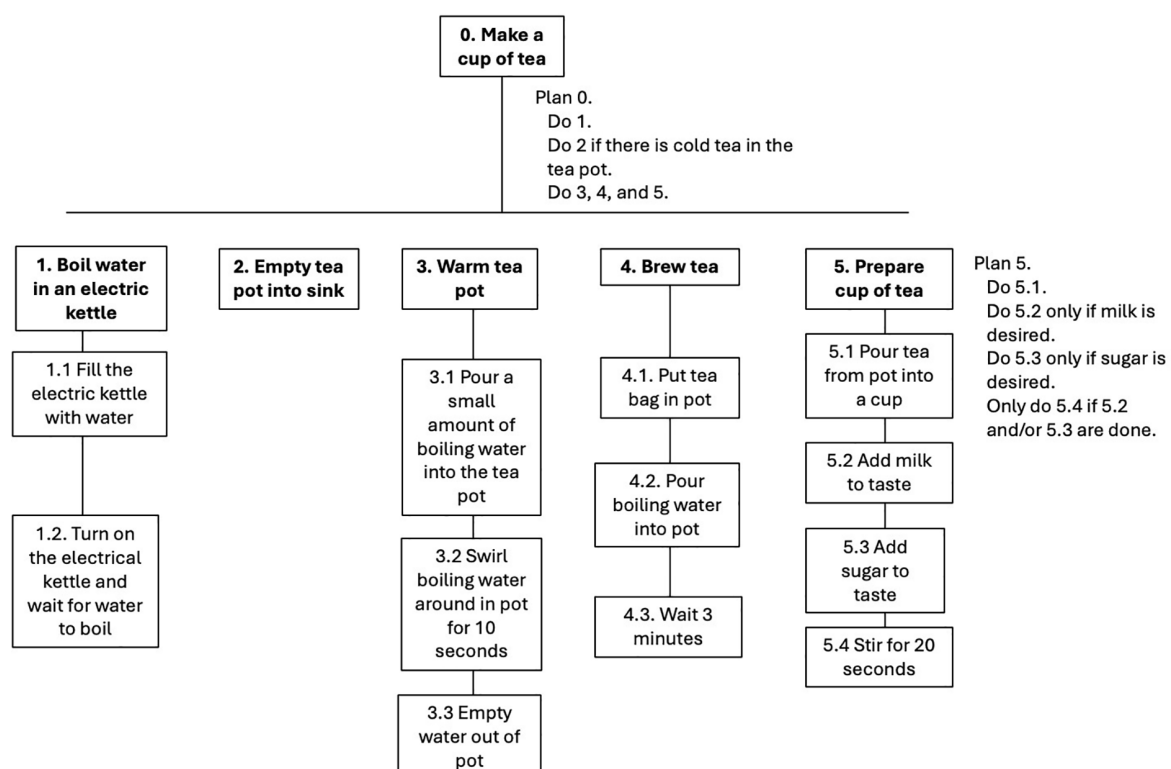 0. Make a
cup of tea
Plan 0.
Do 1.
Do 2 if there is cold tea in the
tea pot.
Do 3, 4, and 5.
1. Boil water
in an electric
kettle
1.1 Fill the
electric kettle
with water
1.2. Turn on
the electrical
kettle and
wait for water
to boil
2. Empty tea
pot into sink
3. Warm tea
pot
3.1 Pour a
small
amount of
boiling water
into the tea
pot
3.2 Swirl
boiling water
around in pot
for 10
seconds
3.3 Empty
water out of
pot
4. Brew tea
4.1. Put tea
bag in pot
4.2. Pour
boiling water
into pot
4.3. Wait 3
minutes
5. Prepare
cup of tea
5.1 Pour tea
from pot into
a cup
5.2 Add milk
to taste
5.3 Add
sugar to
taste
5.4 Stir for 20
seconds
Plan 5.
Do 5.1.
Do 5.2 only if milk is
desired.
Do 5.3 only if sugar is
desired.
Only do 5.4 if 5.2
and/or 5.3 are done.